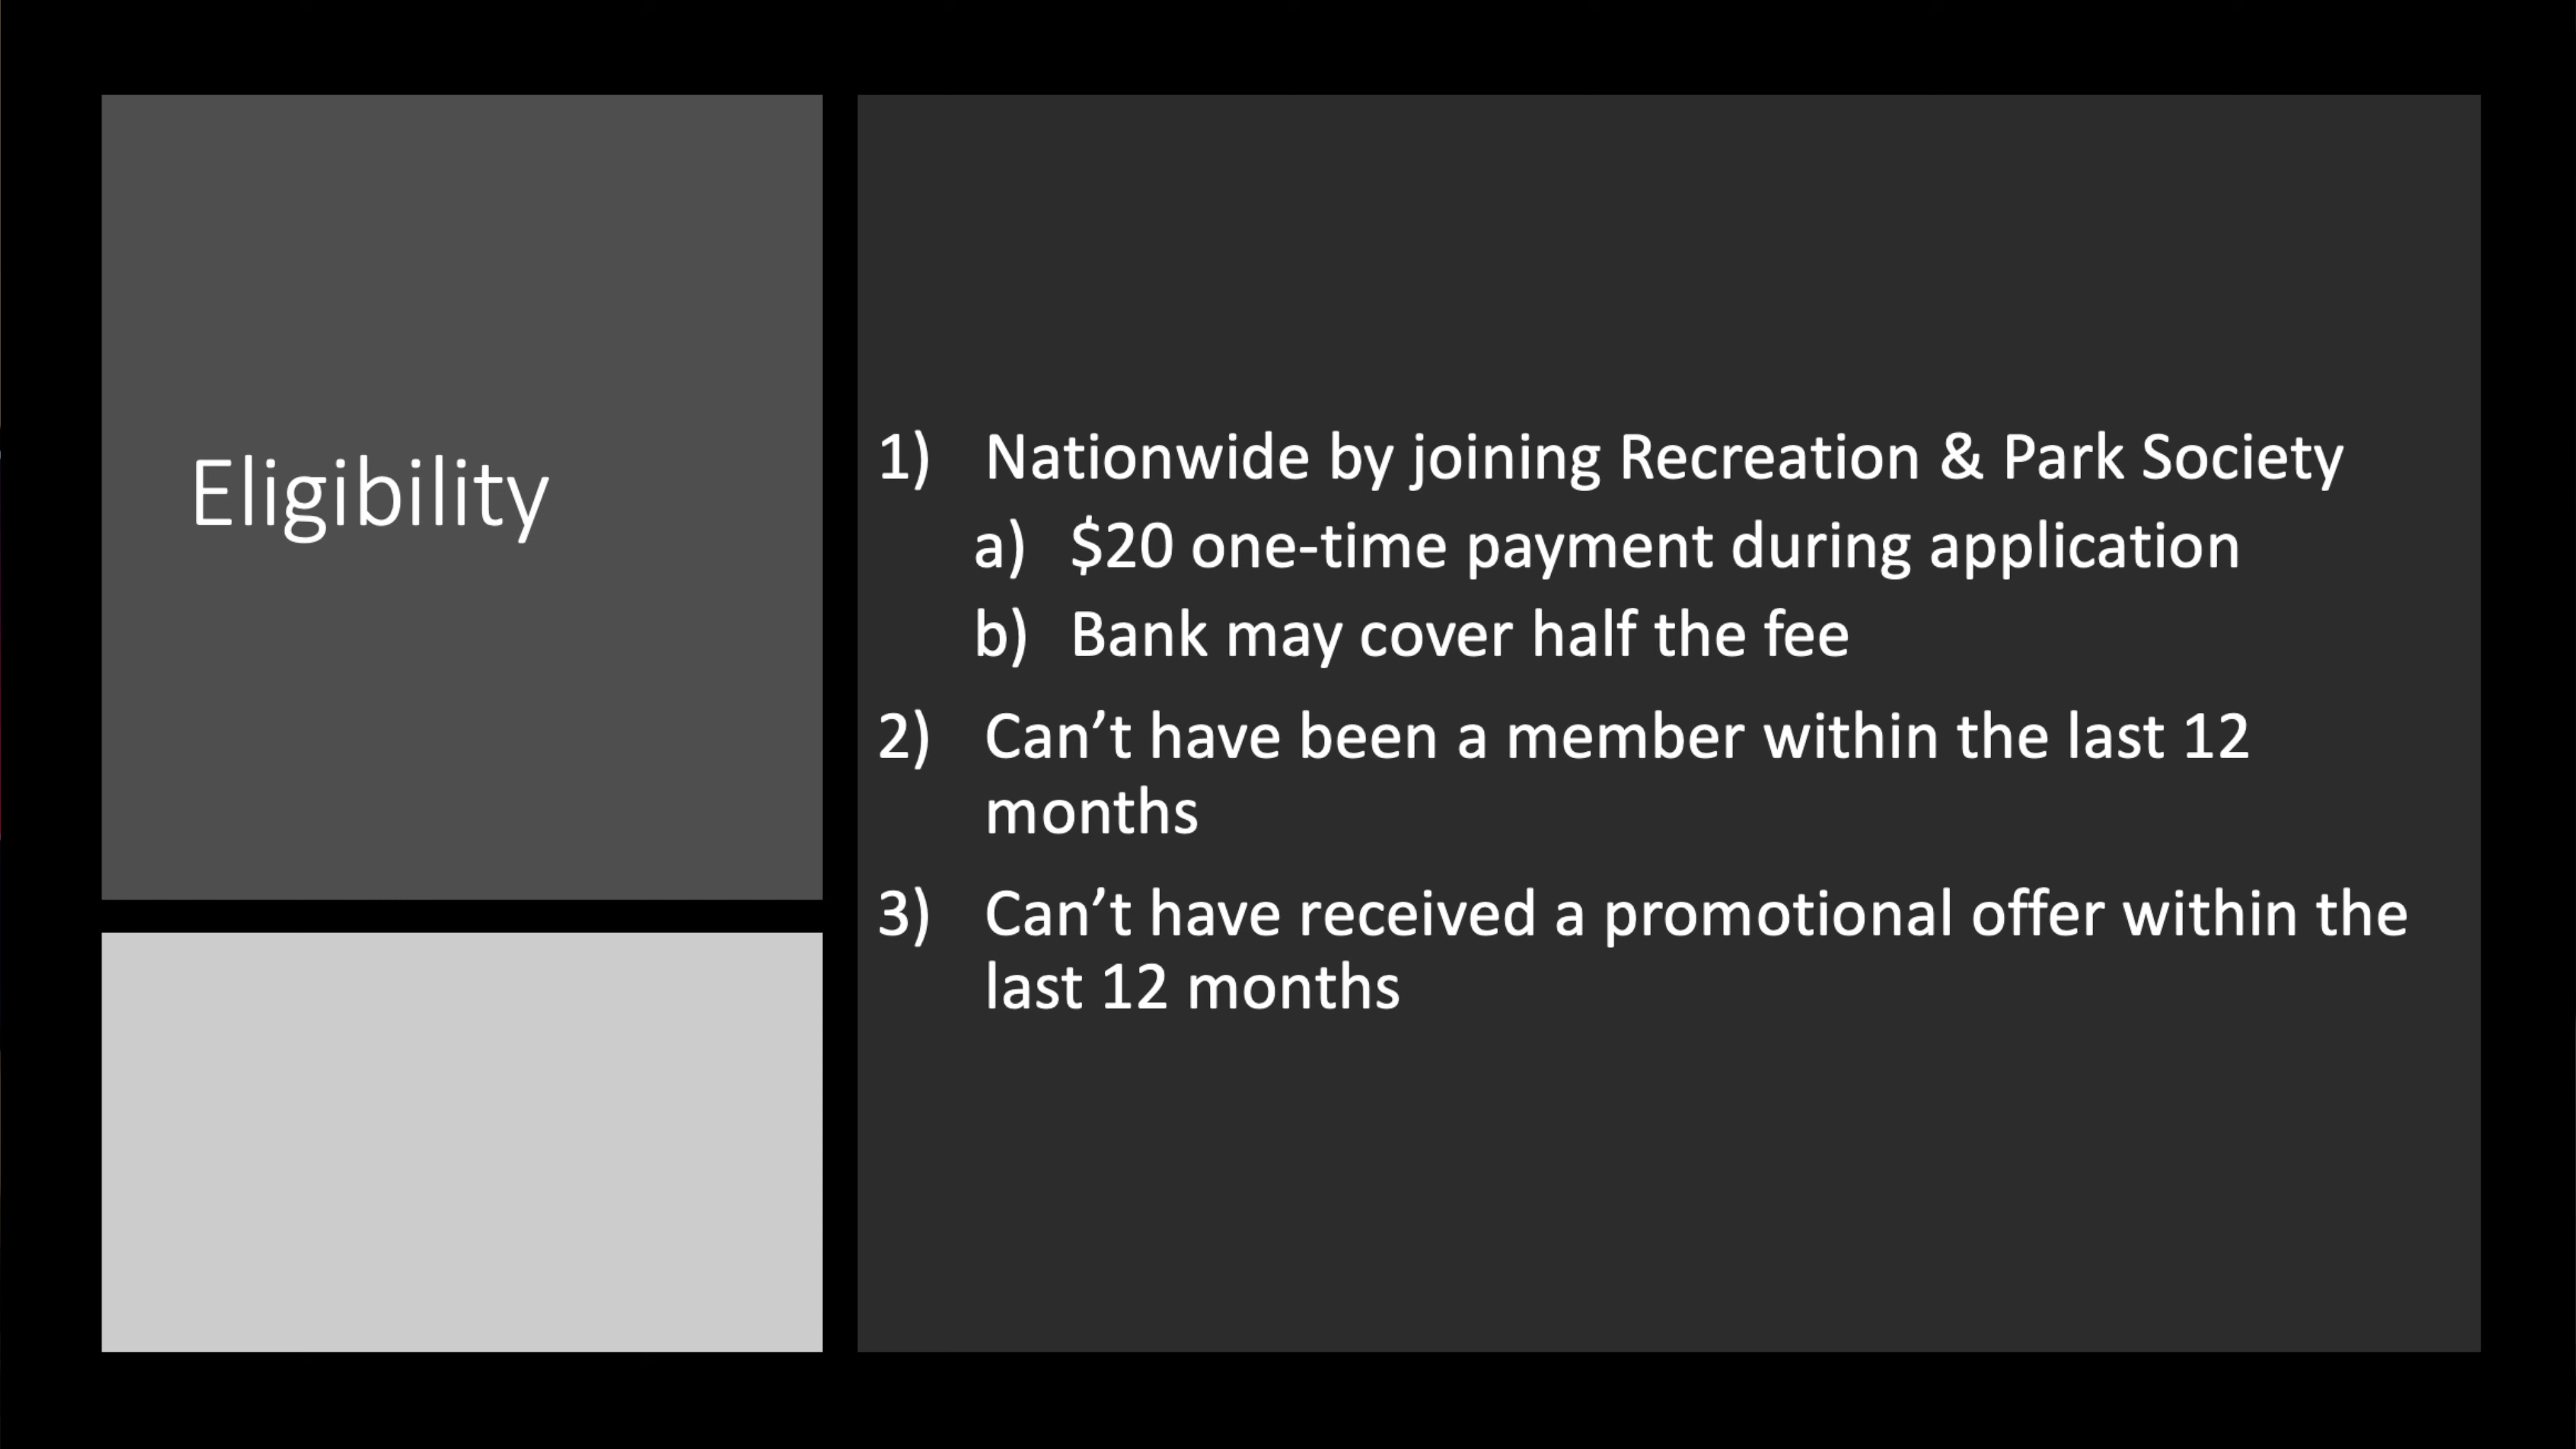 Eligibility
1) Nationwide by joining Recreation & Park Society
a) $20 one-time payment during application
b) Bank may cover half the fee
2) Can’t have been a member within the last 12
months
3) Can’t have received a promotional offer within the
last 12 months